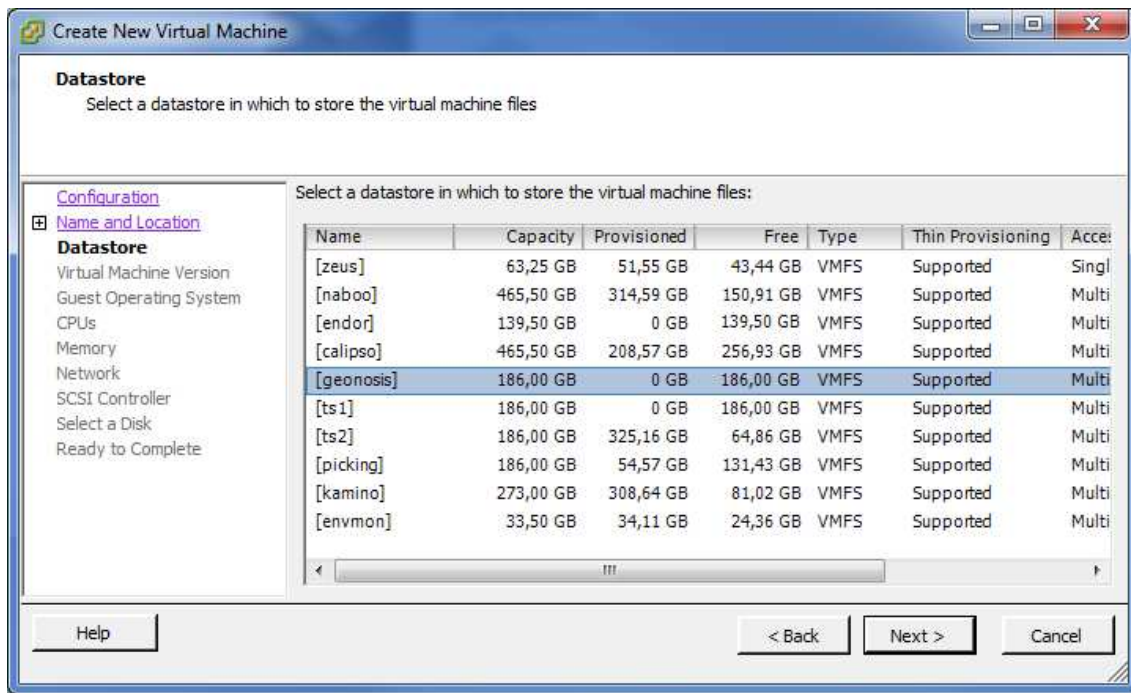 Create New Virtual Machine
Datastore
Select a datastore in which to store the virtual machine files
Configuration
Name and Location
Datastore
Virtual Machine Version
Guest Operating System
CPUs
Memory
Network
SCSI Controller
Select a Disk
Ready to Complete
Select a datastore in which to store the virtual machine files:
Name Capacity Provisioned Free Type Thin Provisioning Acces
[zeus] 63,25 GB 51,55 GB 43,44 GB VMFS Supported Singl
[naboo] 465,50 GB 314,59 GB 150,91 GB VMFS Supported Multi
[endor] 139,50 GB 0 GB 139,50 GB VMFS Supported Multi
[calipso] 465,50 GB 208,57 GB 256,93 GB VMFS Supported Multi
[geonosis] 186,00 GB 0 GB 186,00 GB VMFS Supported Multi
[ts1] 186,00 GB 0 GB 186,00 GB VMFS Supported Multi
[ts2] 186,00 GB 325,16 GB 64,86 GB VMFS Supported Multi
[picking] 186,00 GB 54,57 GB 131,43 GB VMFS Supported Multi
[kamino] 273,00 GB 308,64 GB 81,02 GB VMFS Supported Multi
[envmon] 33,50 GB 34,11 GB 24,36 GB VMFS Supported Multi
Help < Back Next > Cancel